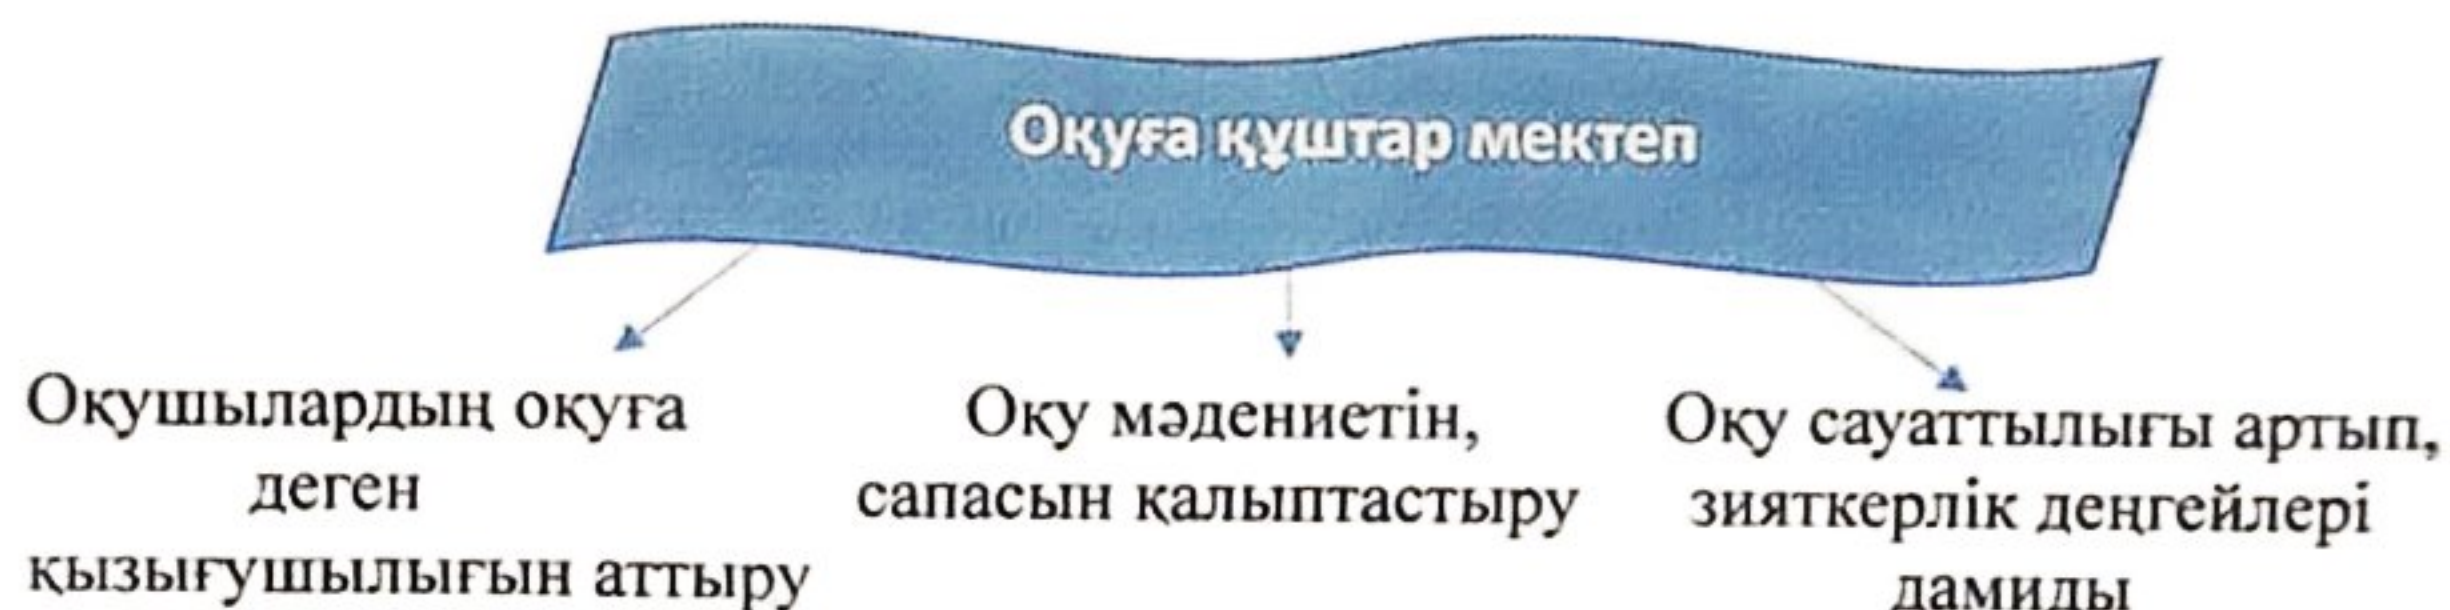 Оқуға құштар мектеп
Оқушылардың оқуға
деген
қызығушылығын аттыру
Оқу мәдениетін,
сапасын қалыптастыру
Оқу сауаттылығы артып,
зияткерлік деңгейлері
дамиды